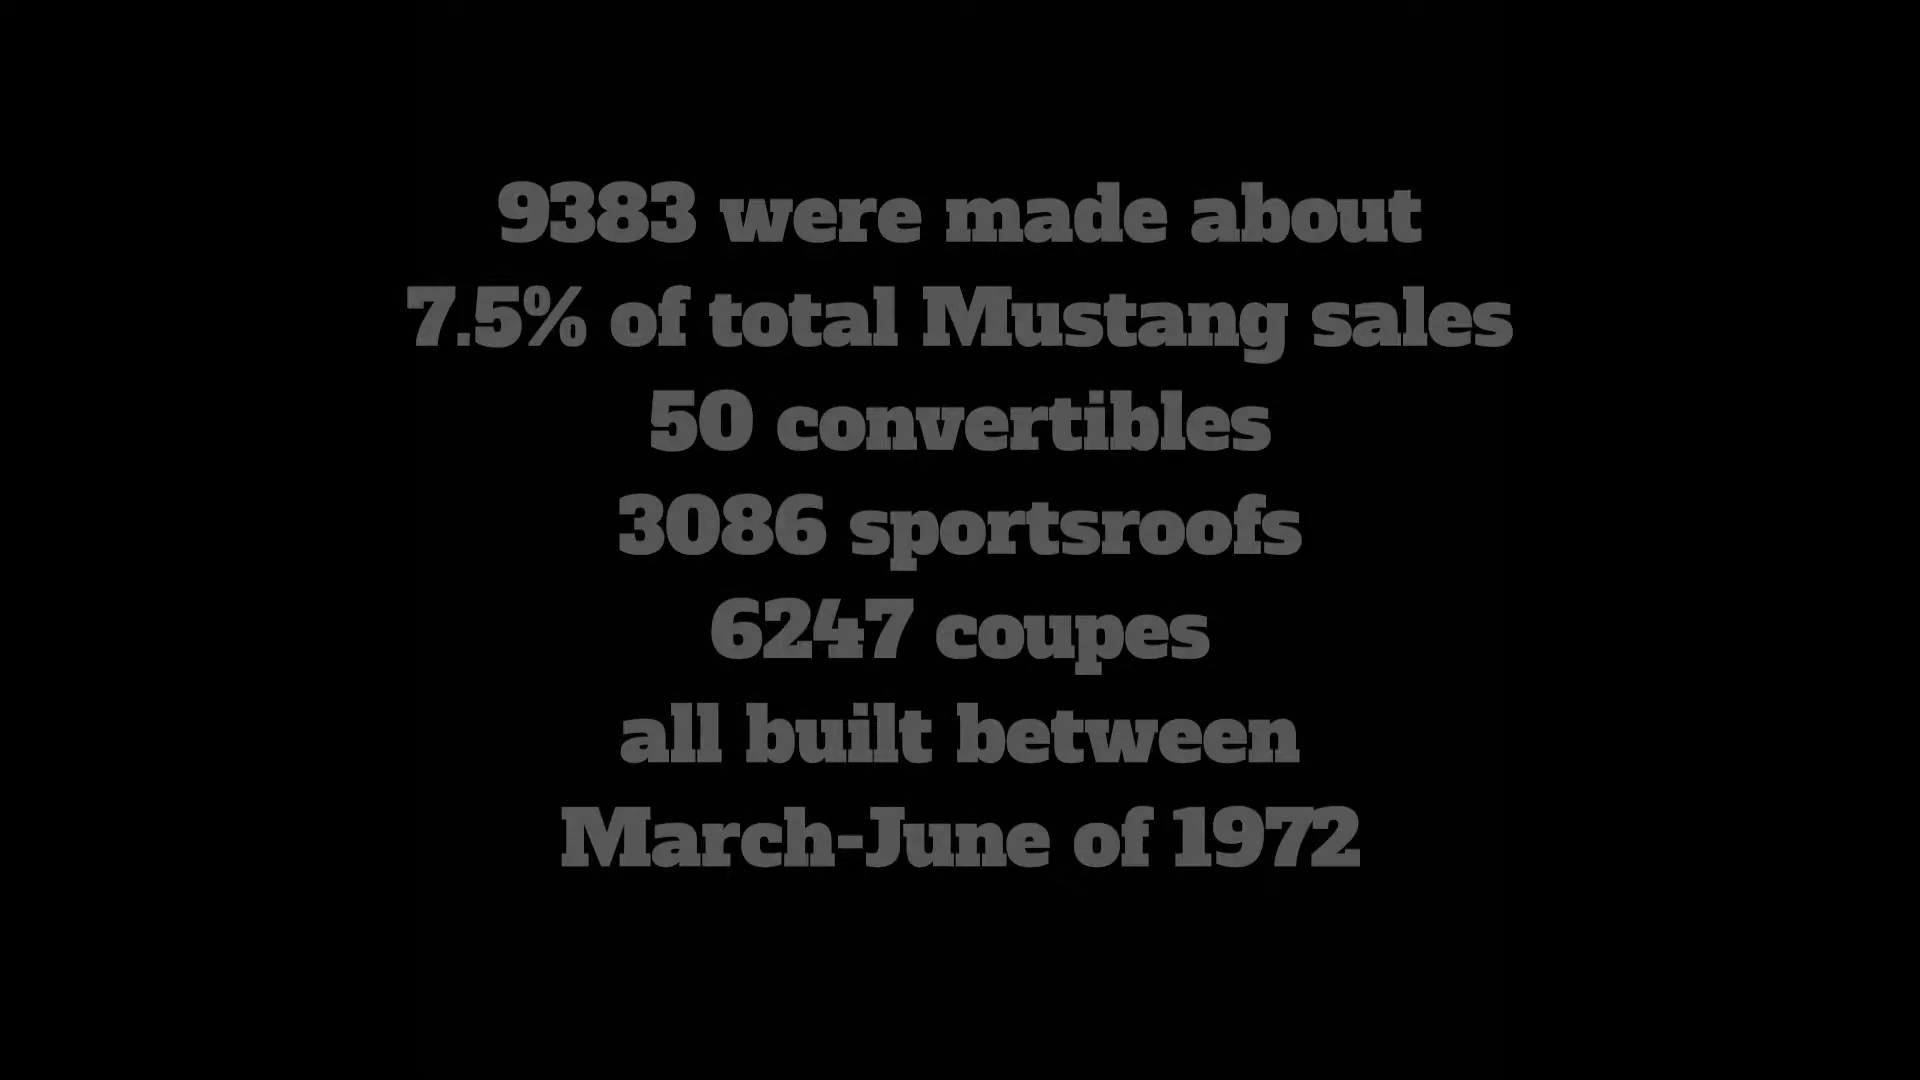 9383 were made about
7.5% of total Mustang sales
50 convertibles
3086 sportsroofs
6247 coupes
all built between
March-June of 1972